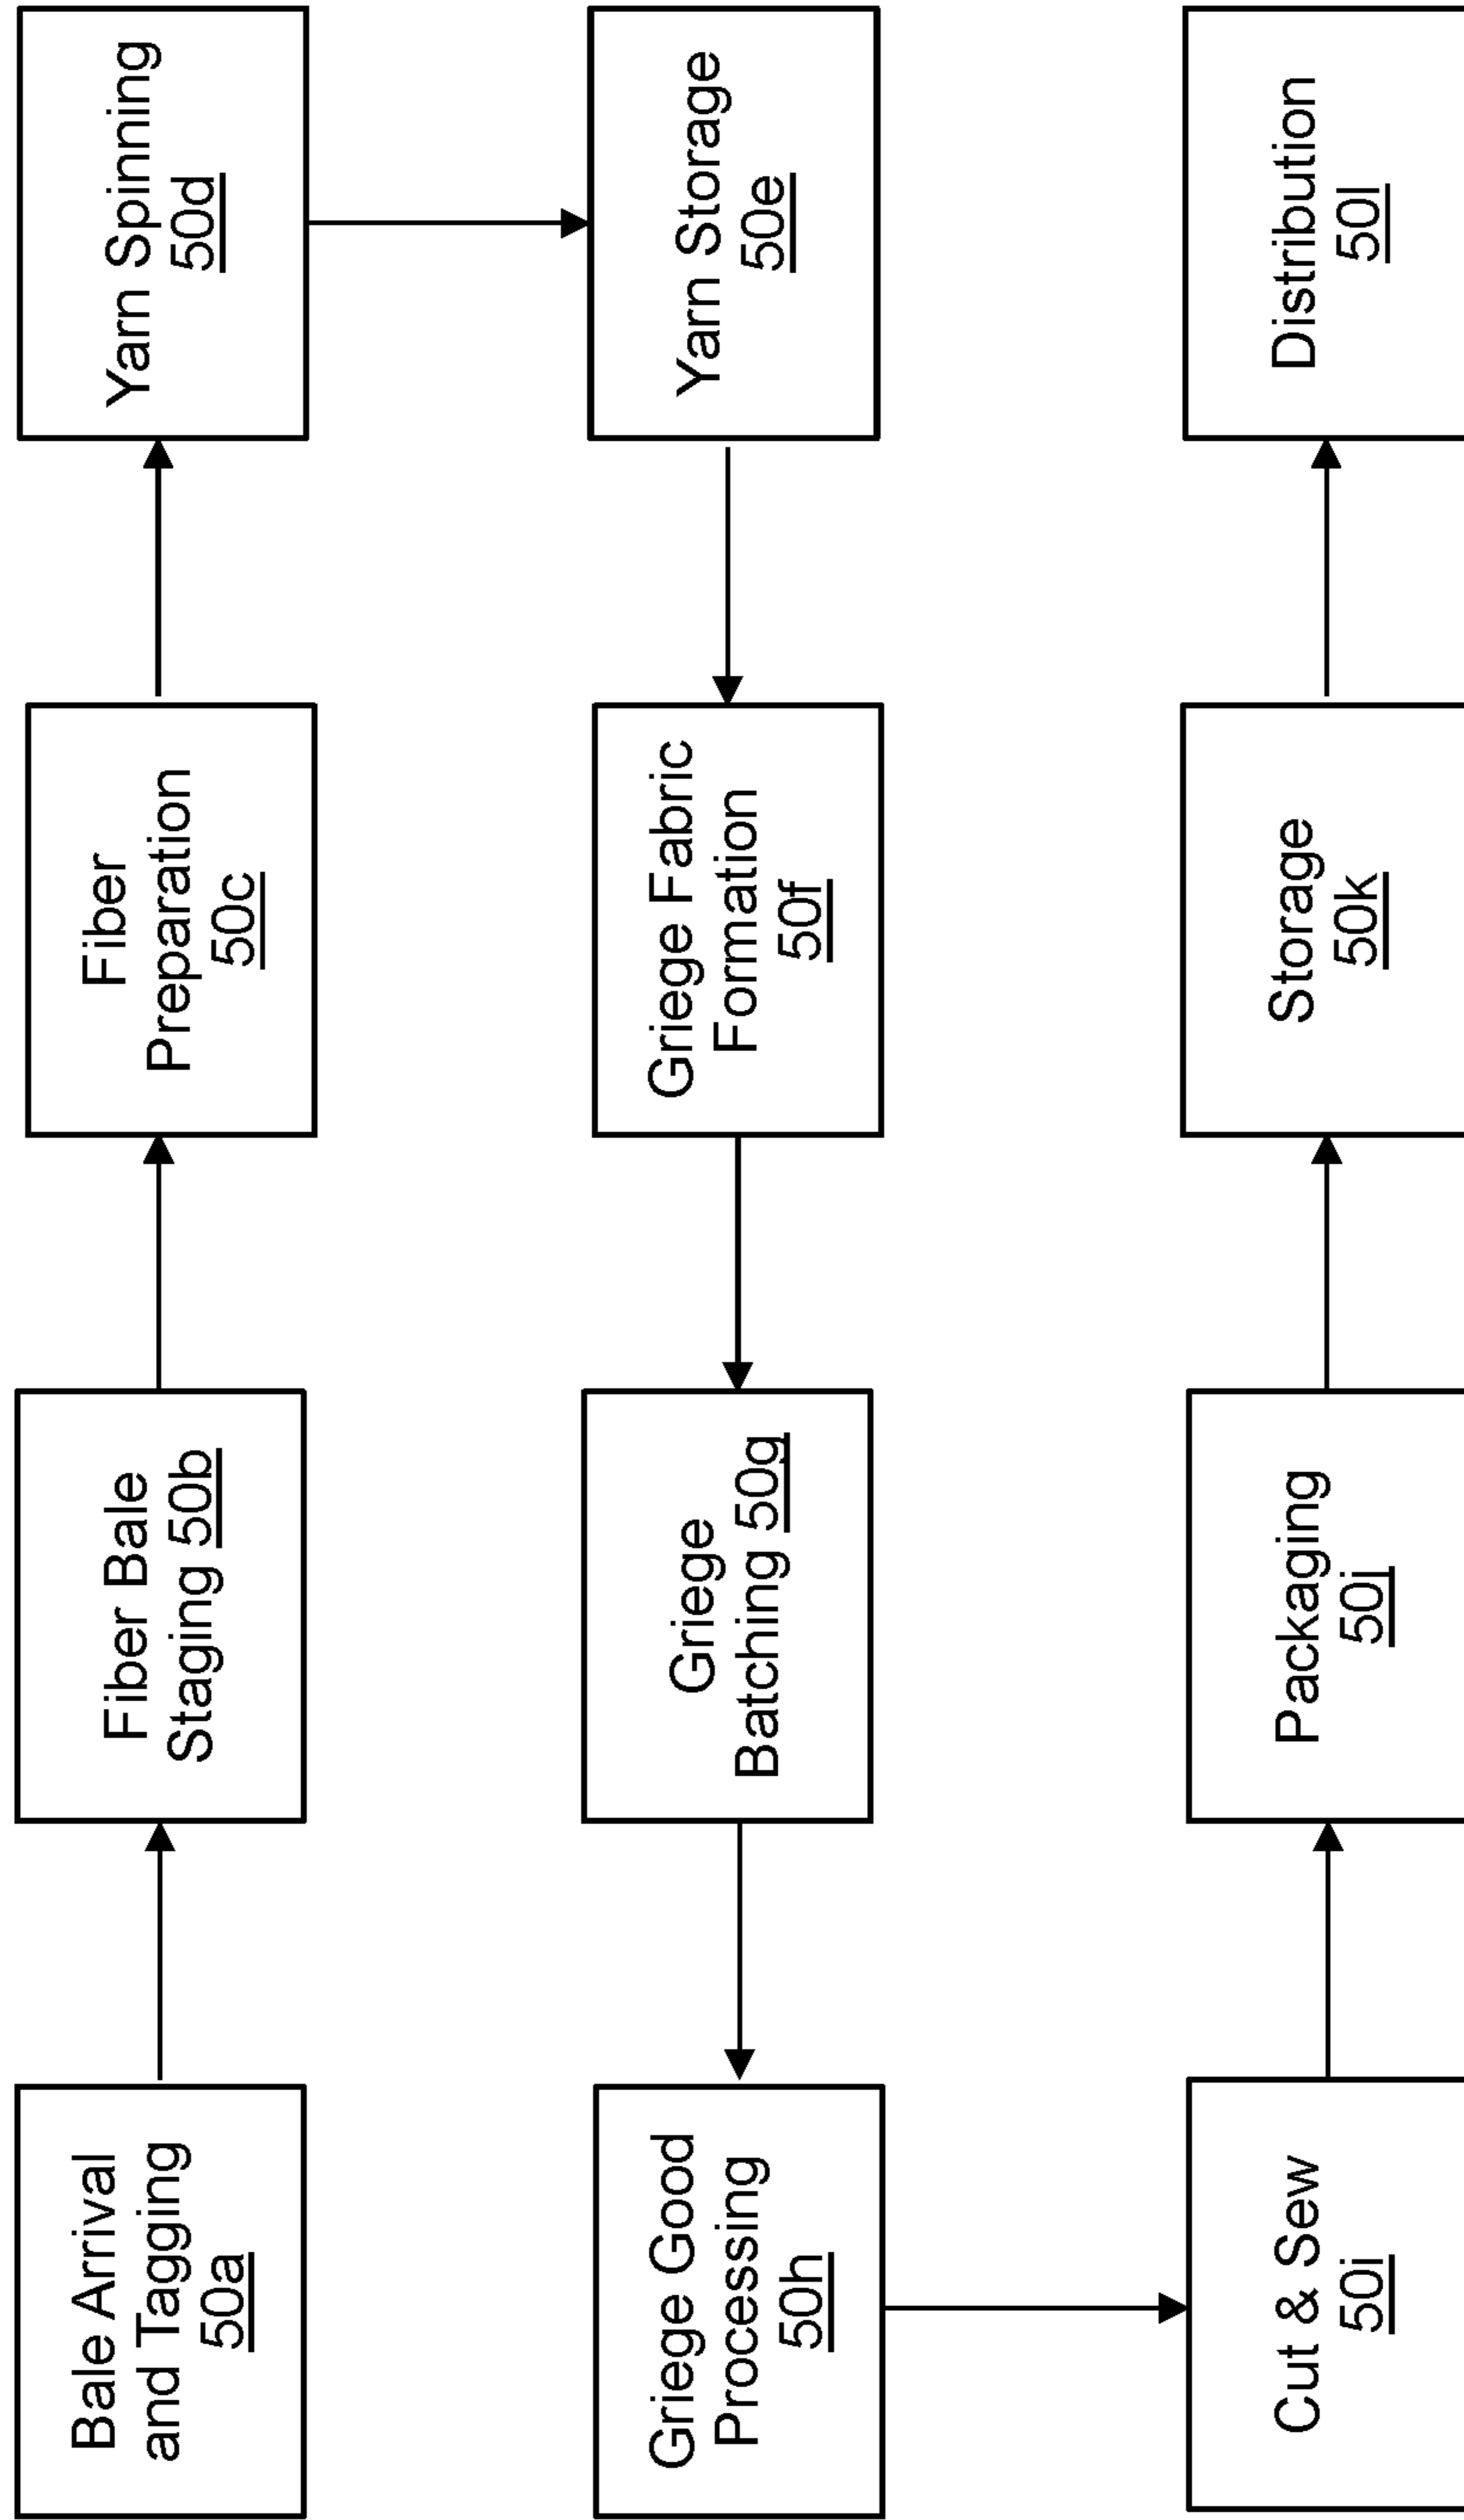 Bale Arrival
and Tagging
50a
Fiber Bale
Staging 50b
Fiber
Preparation
50c
Yarn Spinning
50d
Yarn Storage
50e
Griege Fabric
Formation
50f
Griege
Batching 50g
Griege Good
Processing
50h
Cut & Sew
50i
Packaging
50j
Storage
50k
Distribution
50l